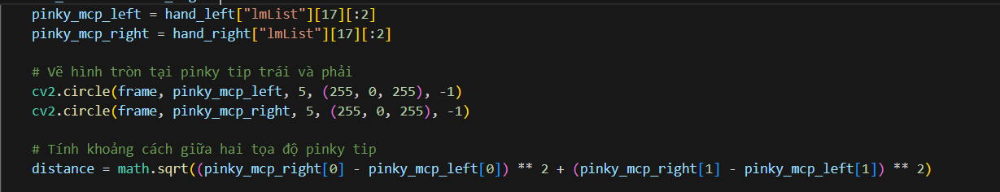 pinky_mcp_left = hand_left["lmList"][17][:2]
pinky_mcp_right = hand_right["lmList"][17][:2]
# Vẽ hình tròn tại pinky tip trái và phải
cv2.circle(frame, pinky_mcp_left, 5, (255, 0, 255), -1)
cv2.circle(frame, pinky_mcp_right, 5, (255, 0, 255), -1)
# Tính khoảng cách giữa hai tọa độ pinky tip
distance = math.sqrt((pinky_mcp_right[0] - pinky_mcp_left[0]) ** 2 + (pinky_mcp_right[1] - pinky_mcp_left[1]) ** 2)